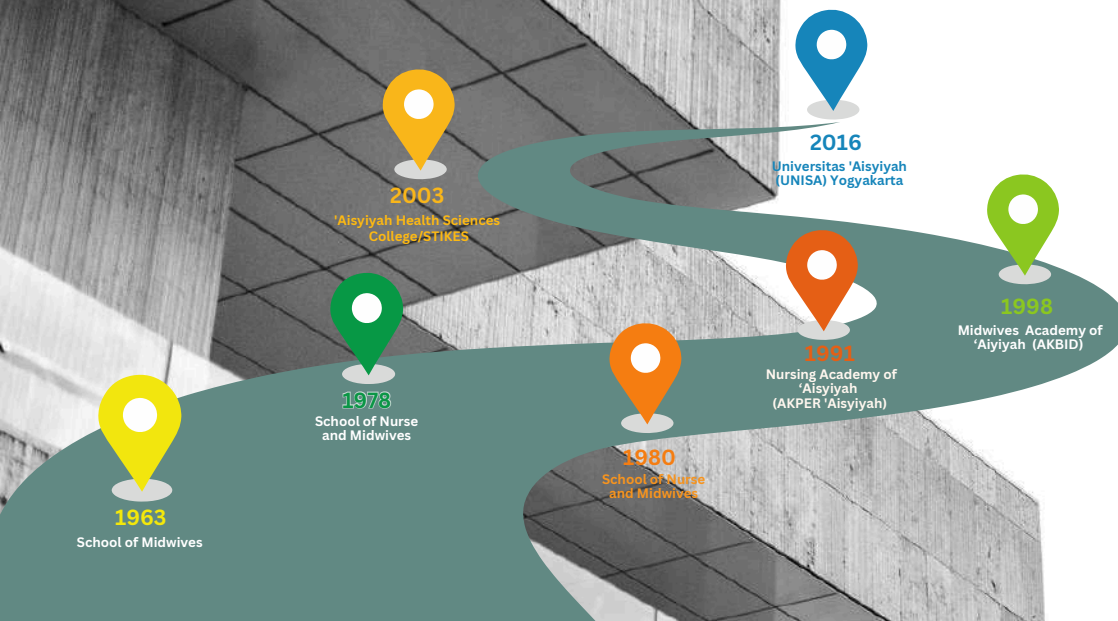 2016
Universitas 'Aisyiyah
(UNISA) Yogyakarta
2003
'Aisyiyah Health Sciences
College/STIKES
1998
Midwives Academy of
‘Aiyiyah (AKBID)
1991
Nursing Academy of
‘Aisyiyah
(AKPER 'Aisyiyah)
1978
School of Nurse
and Midwives
1980
School of Nurse
and Midwives
1963
School of Midwives